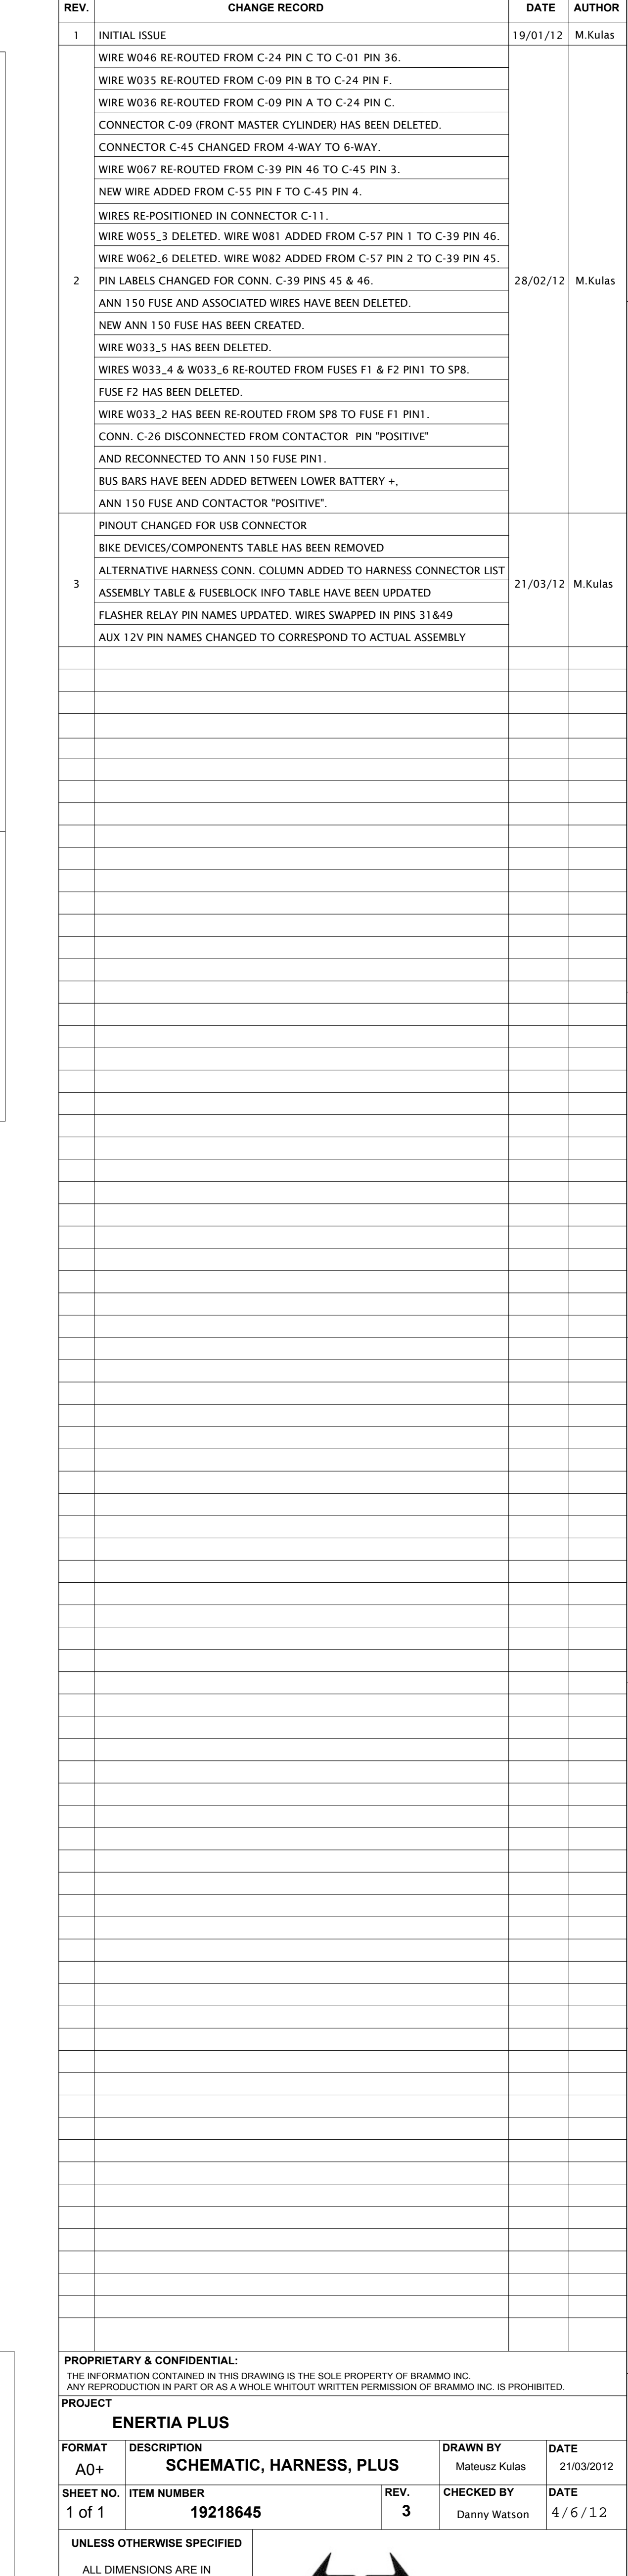 REV. CHANGE RECORD DATE AUTHOR
1 INITIAL ISSUE 19/01/12 M.Kulas
WIRE W046 RE-ROUTED FROM C-24 PIN C TO C-01 PIN 36.
WIRE W035 RE-ROUTED FROM C-09 PIN B TO C-24 PIN F.
WIRE W036 RE-ROUTED FROM C-09 PIN A TO C-24 PIN C.
CONNECTOR C-09 (FRONT MASTER CYLINDER) HAS BEEN DELETED.
CONNECTOR C-45 CHANGED FROM 4-WAY TO 6-WAY.
WIRE W067 RE-ROUTED FROM C-39 PIN 46 TO C-45 PIN 3.
NEW WIRE ADDED FROM C-55 PIN F TO C-45 PIN 4.
WIRES RE-POSITIONED IN CONNECTOR C-11.
WIRE W055_3 DELETED. WIRE W081 ADDED FROM C-57 PIN 1 TO C-39 PIN 46.
WIRE W062_6 DELETED. WIRE W082 ADDED FROM C-57 PIN 2 TO C-39 PIN 45.
2 PIN LABELS CHANGED FOR CONN. C-39 PINS 45 & 46. 28/02/12 M.Kulas
ANN 150 FUSE AND ASSOCIATED WIRES HAVE BEEN DELETED.
NEW ANN 150 FUSE HAS BEEN CREATED.
WIRE W033_5 HAS BEEN DELETED.
WIRES W033_4 & W033_6 RE-ROUTED FROM FUSES F1 & F2 PIN1 TO SP8.
FUSE F2 HAS BEEN DELETED.
WIRE W033_2 HAS BEEN RE-ROUTED FROM SP8 TO FUSE F1 PIN1.
CONN. C-26 DISCONNECTED FROM CONTACTOR PIN "POSITIVE"
AND RECONNECTED TO ANN 150 FUSE PIN1.
BUS BARS HAVE BEEN ADDED BETWEEN LOWER BATTERY +,
ANN 150 FUSE AND CONTACTOR "POSITIVE".
PINOUT CHANGED FOR USB CONNECTOR
BIKE DEVICES/COMPONENTS TABLE HAS BEEN REMOVED
ALTERNATIVE HARNESS CONN. COLUMN ADDED TO HARNESS CONNECTOR LIST
3 ASSEMBLY TABLE & FUSEBLOCK INFO TABLE HAVE BEEN UPDATED 21/03/12 M.Kulas
FLASHER RELAY PIN NAMES UPDATED. WIRES SWAPPED IN PINS 31&49
AUX 12V PIN NAMES CHANGED TO CORRESPOND TO ACTUAL ASSEMBLY
PROPRIETARY & CONFIDENTIAL:
THE INFORMATION CONTAINED IN THIS DRAWING IS THE SOLE PROPERTY OF BRAMMO INC.
ANY REPRODUCTION IN PART OR AS A WHOLE WHITOUT WRITTEN PERMISSION OF BRAMMO INC. IS PROHIBITED.
PROJECT
ENERTIA PLUS
FORMAT DESCRIPTION DRAWN BY DATE
A0+ SCHEMATIC, HARNESS, PLUS Mateusz Kulas 21/03/2012
SHEET NO. ITEM NUMBER REV. CHECKED BY DATE
1 of 1 19218645 3 Danny Watson 4/6/12
UNLESS OTHERWISE SPECIFIED
ALL DIMENSIONS ARE IN